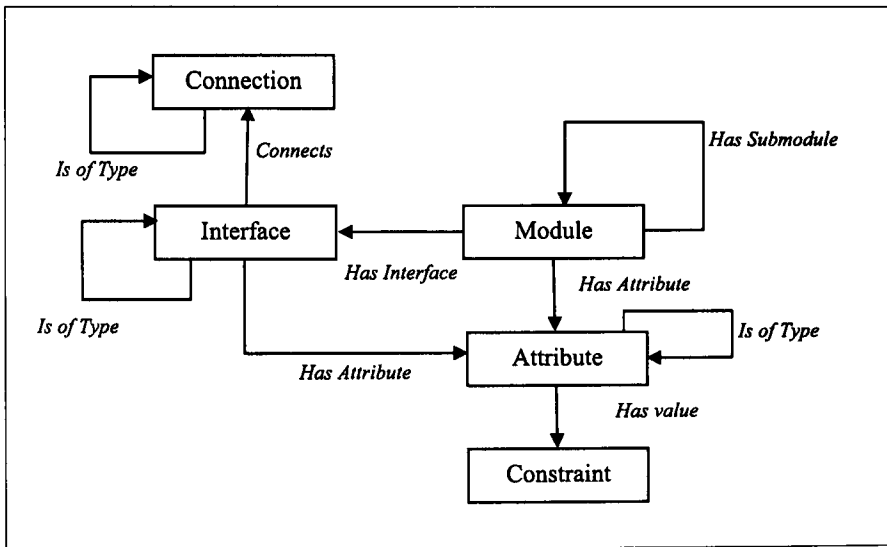 Connection
Has Submodule
Connects
Is of Type
Interface
Module
Has Interface
Has Attribute
Is of Type
Is of Type
Attribute
Has Attribute
Has value
Constraint